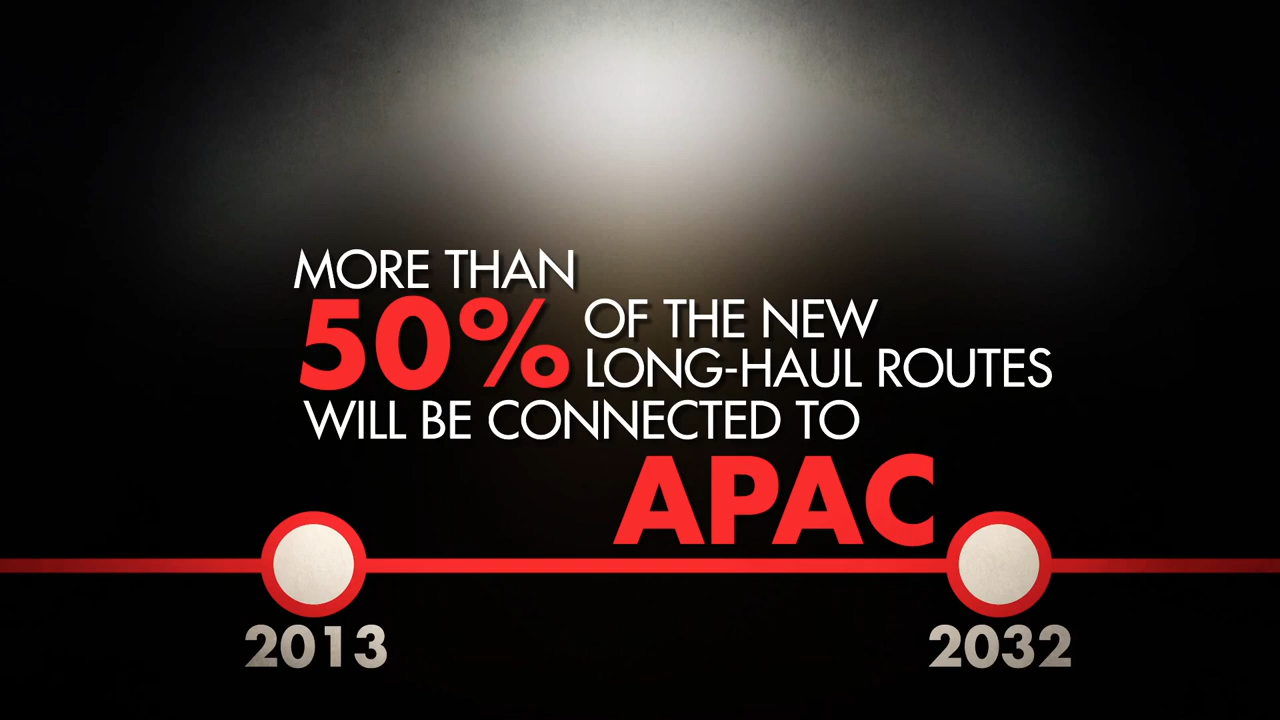 MORE THAN
50% OF THE NEW
LONG-HAUL ROUTES
WILL BE CONNECTED TO
APAC
2013
2032